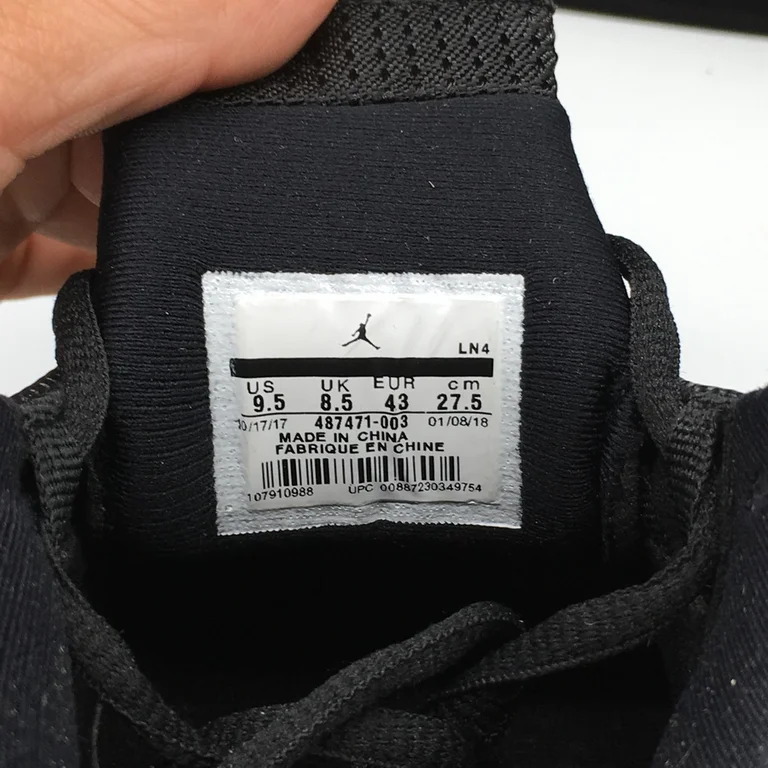 LN4
US UK EUR cm
9.5 8.5 43 27.5
10/17/17 487471-003 01/08/18
MADE IN CHINA
FABRIQUE EN CHINE
107910988 UPC 00887230349754